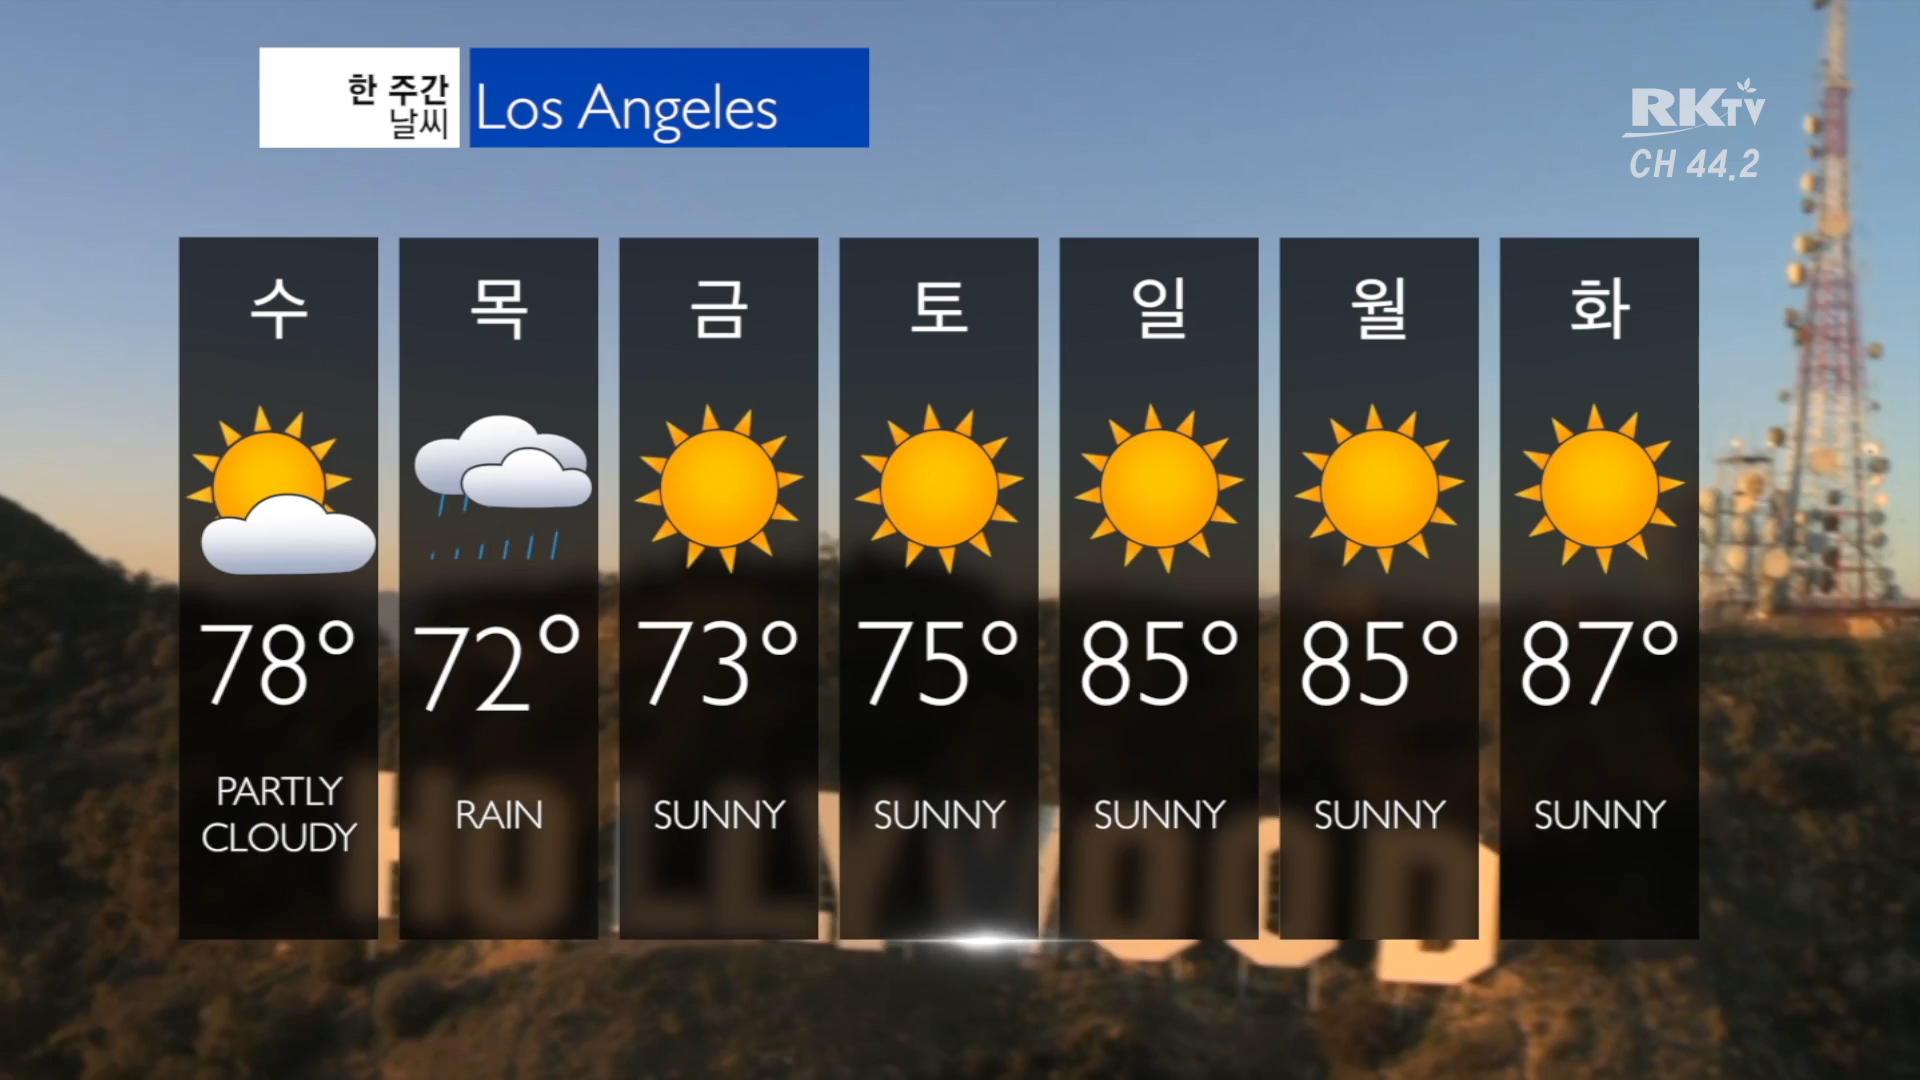 한 주간
날씨
Los Angeles
RKTV
CH 44.2
수
목
금
토
일
월
화
78°
72°
73°
75°
85°
85°
87°
PARTLY
CLOUDY
RAIN
SUNNY
SUNNY
SUNNY
SUNNY
SUNNY
HOLLYWOOD